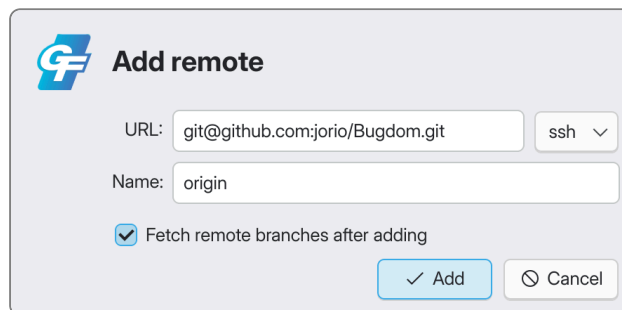 GF
Add remote
URL: git@github.com:jorio/Bugdom.git ssh
Name: origin
Fetch remote branches after adding
Add Cancel